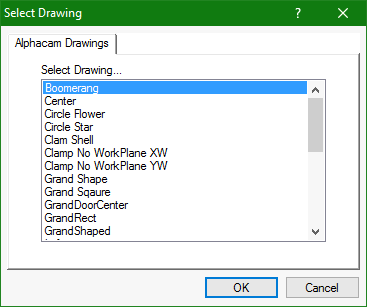 Select Drawing
?
Alphacam Drawings
Select Drawing...
Boomerang
Center
Circle Flower
Circle Star
Clam Shell
Clamp No WorkPlane XW
Clamp No WorkPlane YW
Grand Shape
Grand Sqaure
GrandDoorCenter
GrandRect
GrandShaped
OK Cancel